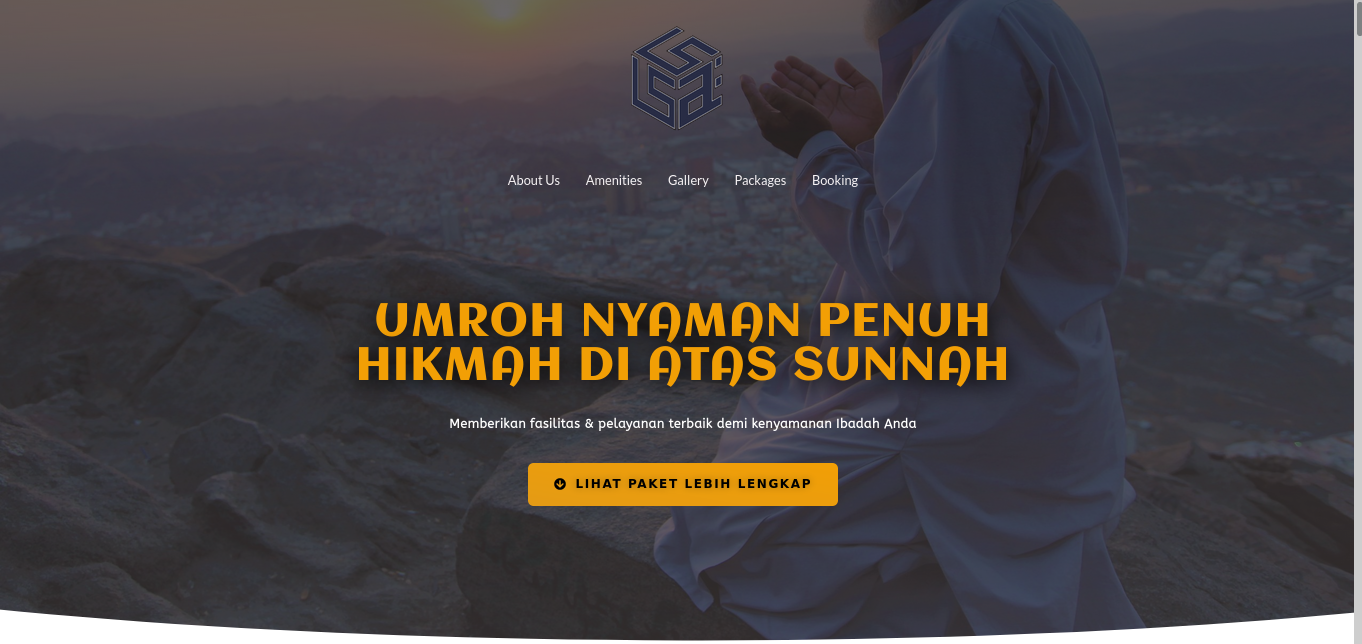 About Us Amenities Gallery Packages Booking
UMROH NYAMAN PENUH
HIKMAH DI ATAS SUNNAH
Memberikan fasilitas & pelayanan terbaik demi kenyamanan Ibadah Anda
LIHAT PAKET LEBIH LENGKAP